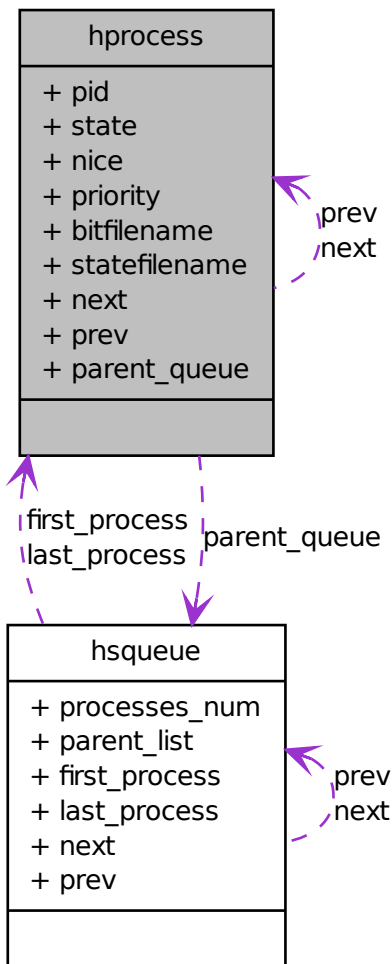 hprocess
+ pid
+ state
+ nice
+ priority
+ bitfilename
+ statefilename
+ next
+ prev
+ parent_queue
prev
next
first_process
last_process
parent_queue
hsqueue
+ processes_num
+ parent_list
+ first_process
+ last_process
+ next
+ prev
prev
next